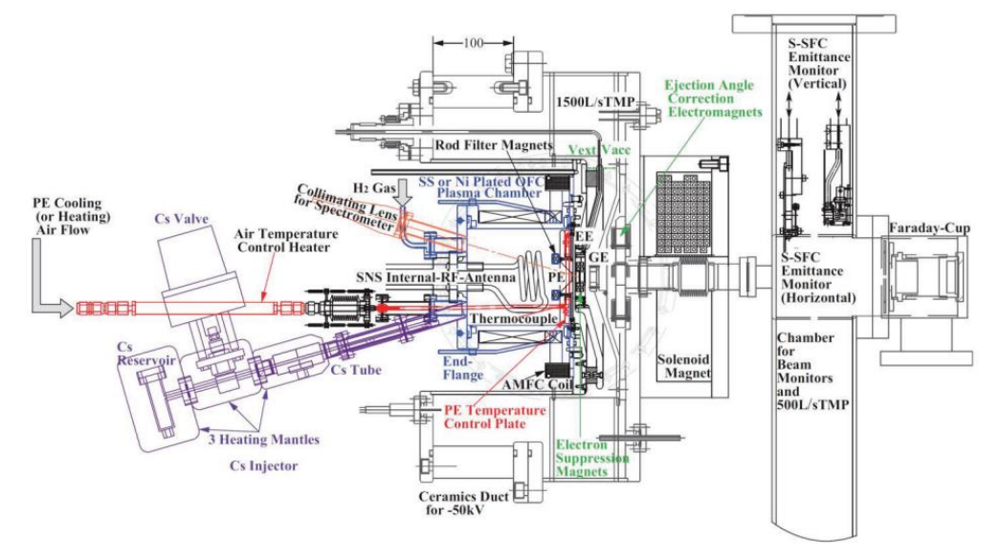 100
S-SFC
Emittance
Monitor
(Vertical)
Ejection Angle
Correction
Electromagnets
1500L/sTMP
Rod Filter Magnets
Vext Vacc
H2 Gas
SS or Ni Plated OFC
Plasma Chamber
Collimating Lens
for Spectrometer
PE Cooling
(or Heating)
Air Flow
Cs Valve
Air Temperature
Control Heater
EE
GE
PE
SNS Internal-RF-Antenna
Faraday-Cup
S-SFC
Emittance
Monitor
(Horizontal)
Thermocouple
Cs
Reservoir
Cs Tube
End-
Flange
AMFC Coil
Solenoid
Magnet
Chamber
for
Beam
Monitors
and
500L/sTMP
PE Temperature
Control Plate
3 Heating Mantles
Cs Injector
Electron
Suppression
Magnets
Ceramics Duct
for -50kV